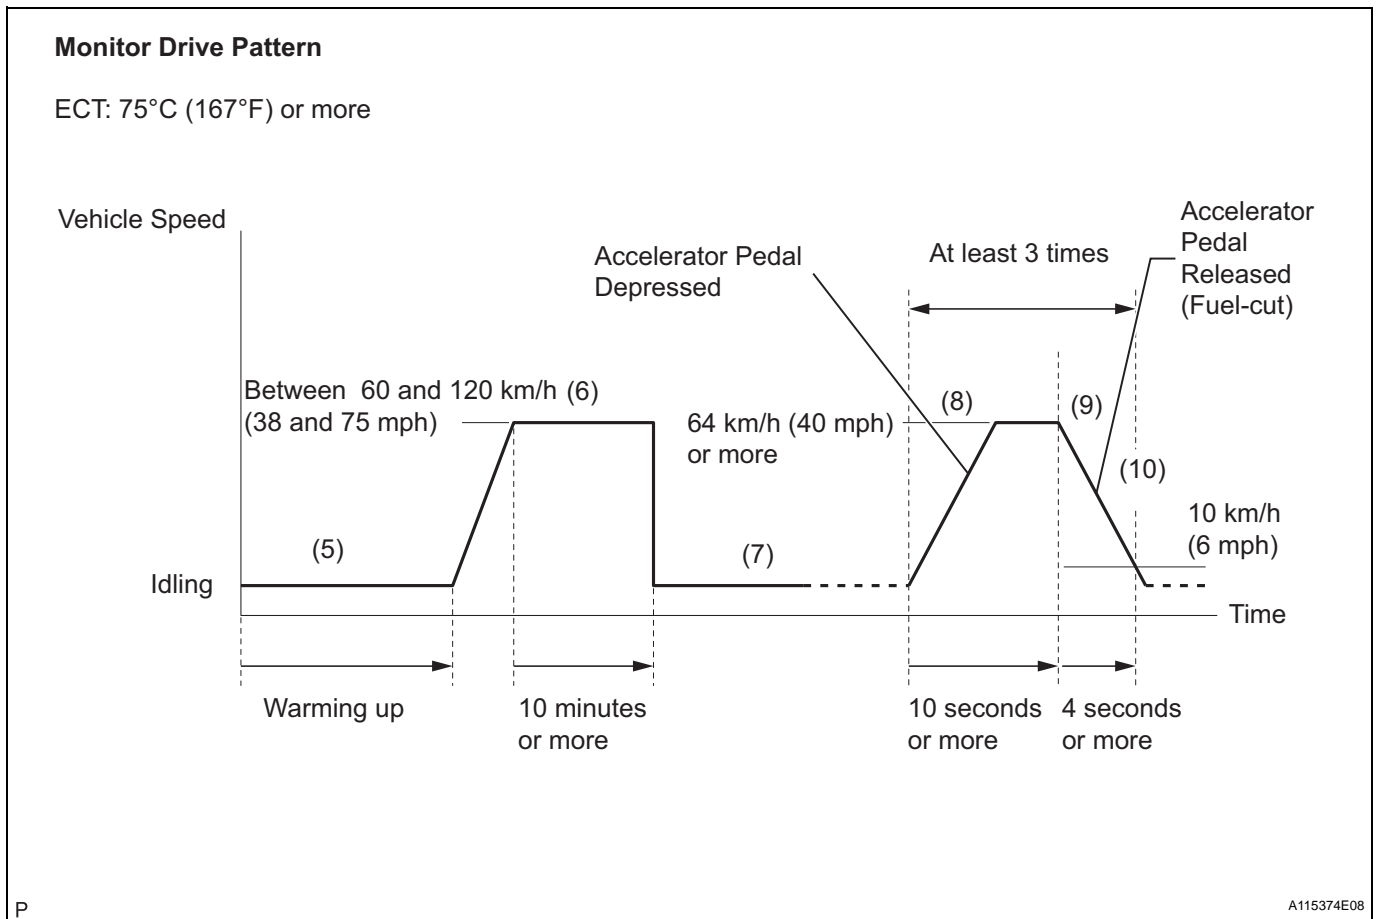 Monitor Drive Pattern
ECT: 75°C (167°F) or more
Vehicle Speed
Accelerator Pedal
Depressed
At least 3 times
Accelerator
Pedal
Released
(Fuel-cut)
Between 60 and 120 km/h (6)
(38 and 75 mph)
64 km/h (40 mph)
or more
(8)
(9)
(10)
10 km/h
(6 mph)
(5)
(7)
Idling
Time
Warming up
10 minutes
or more
10 seconds
or more
4 seconds
or more
P
A115374E08